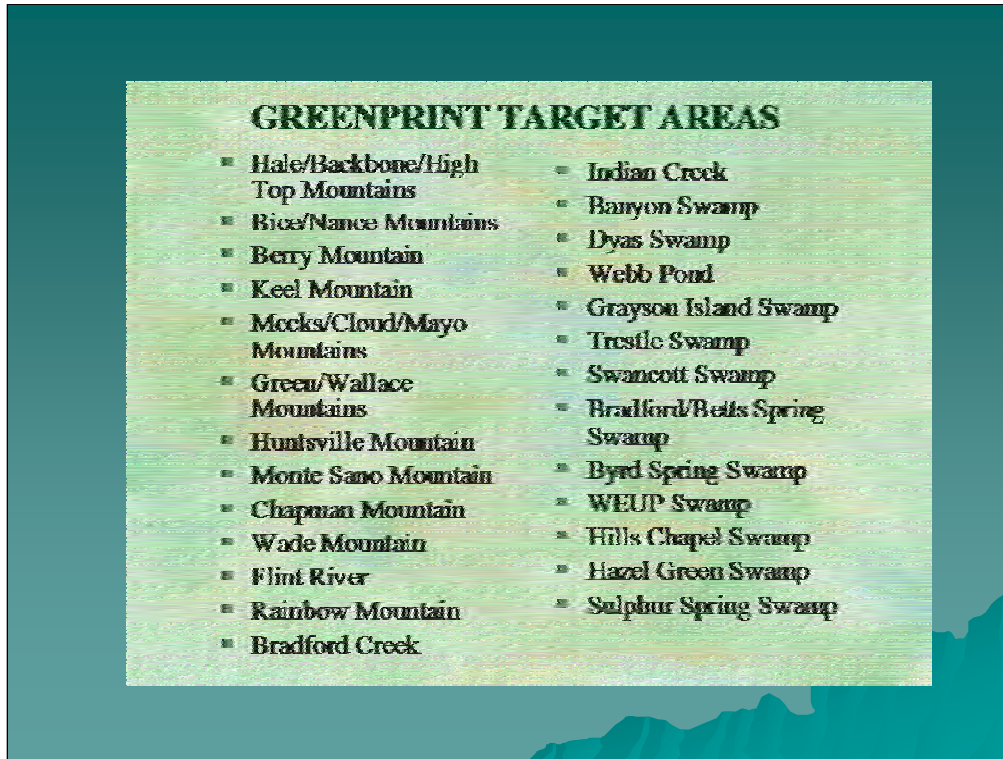 GREENPRINT TARGET AREAS
Hale/Backbone/High
Top Mountains
Rice/Nance Mountains
Berry Mountain
Keel Mountain
Mccks/Cloud/Mayo
Mountains
Green/Wallace
Mountains
Huntsville Mountain
Monte Sano Mountain
Chapman Mountain
Wade Mountain
Flint River
Rainbow Mountain
Bradford Creek
Indian Creek
Banyon Swamp
Dyas Swamp
Webb Pond
Grayson Island Swamp
Trestle Swamp
Swancott Swamp
Bradford/Betts Spring
Swamp
Byrd Spring Swamp
WEUP Swamp
Hills Chapel Swamp
Hazel Green Swamp
Sulphur Spring Swamp